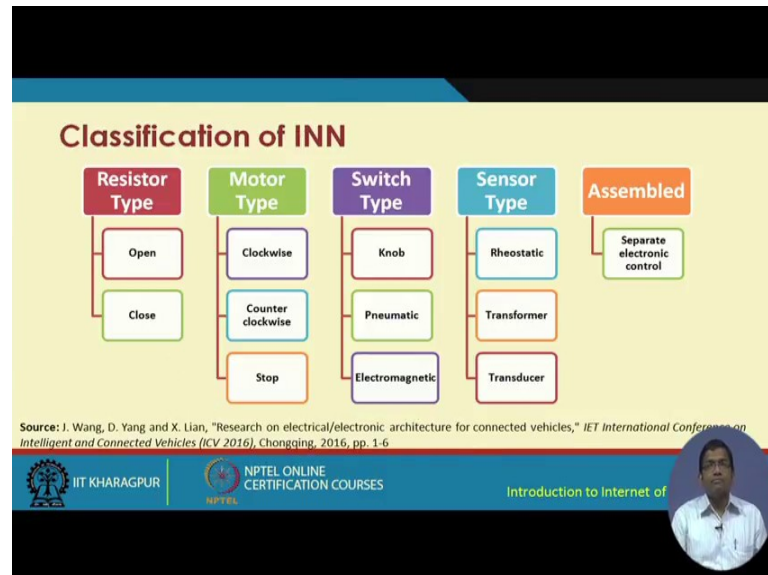 Classification of INN
Resistor
Type
Motor
Type
Switch
Type
Sensor
Type
Assembled
Open
Clockwise
Knob
Rheostatic
Separate
electronic
control
Close
Counter
clockwise
Pneumatic
Transformer
Stop
Electromagnetic
Transducer
Source: J. Wang, D. Yang and X. Lian, "Research on electrical/electronic architecture for connected vehicles," IET International Conference on
Intelligent and Connected Vehicles (ICV 2016), Chongqing, 2016, pp. 1-6
IIT KHARAGPUR
NPTEL
NPTEL ONLINE
CERTIFICATION COURSES
Introduction to Internet of